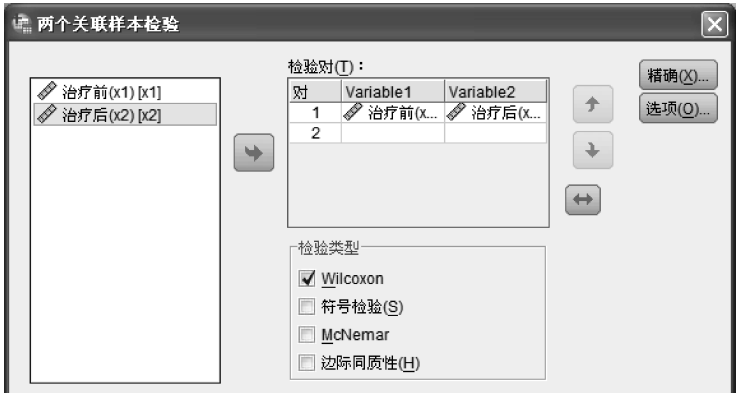 两个关联样本检验
检验对(T)：
治疗前(x1) [x1]
治疗后(x2) [x2]
对 Variable1 Variable2
1 治疗前(x... 治疗后(x...
2
精确(X)...
选项(O)...
检验类型
Wilcoxon
符号检验(S)
McNemar
边际同质性(H)